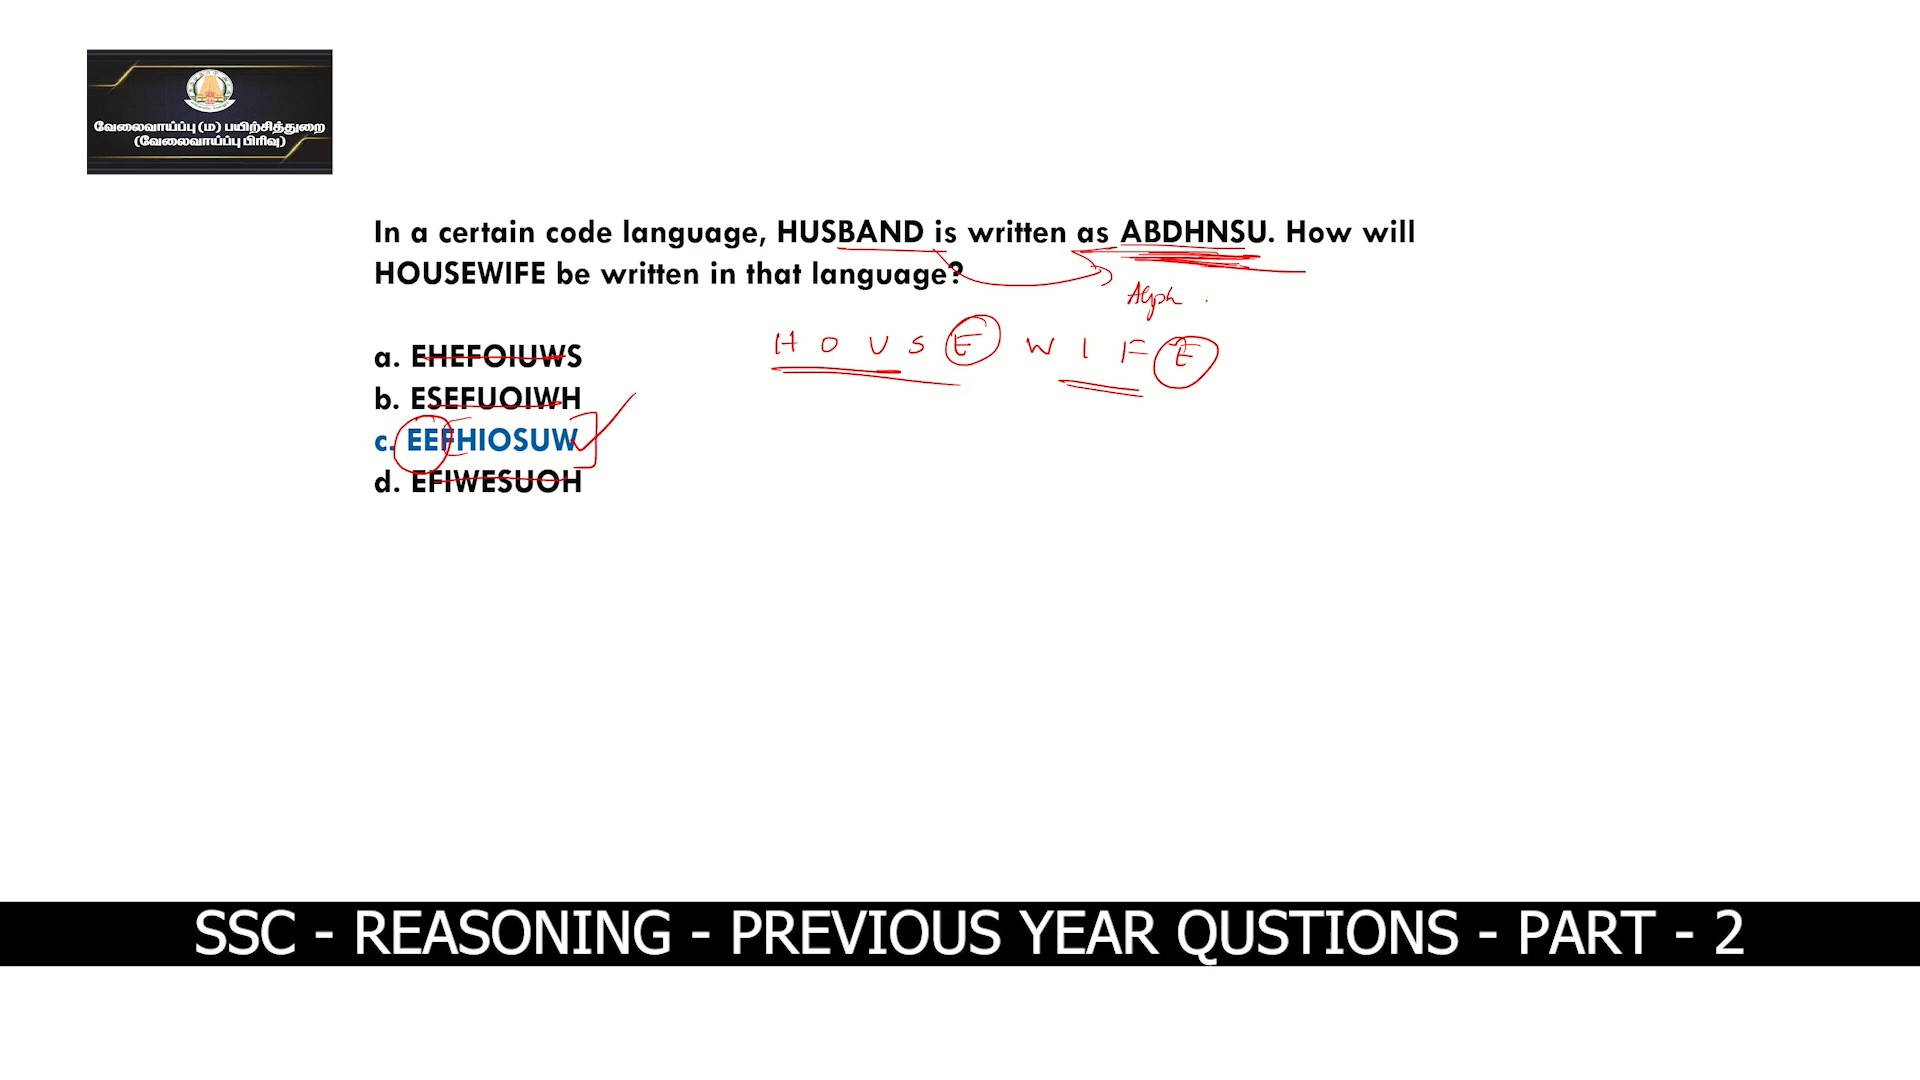 வேலைவாய்ப்பு (ம) பயிற்சித்துறை
(வேலைவாய்ப்பு பிரிவு)
In a certain code language, HUSBAND is written as ABDHNSU. How will
HOUSEWIFE be written in that language?
Alph .
H O U S E W I F E
a. EHEFOIUWS
b. ESEFUOIWH
c. EEFHIOSUW
d. EFIWESUOH
SSC - REASONING - PREVIOUS YEAR QUSTIONS - PART - 2